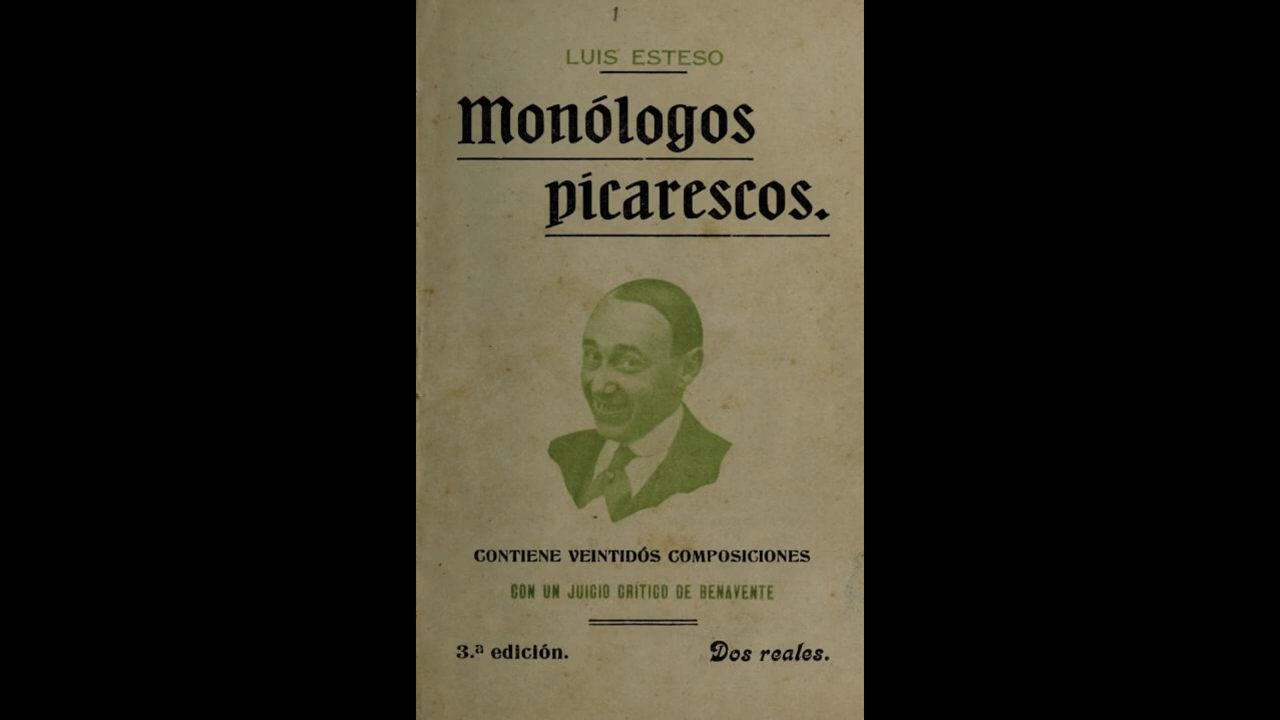 1
LUIS ESTESO
Monólogos
picarescos.
CONTIENE VEINTIDÓS COMPOSICIONES
CON UN JUICIO CRÍTICO DE BENAVENTE
3.ª edición.
Dos reales.